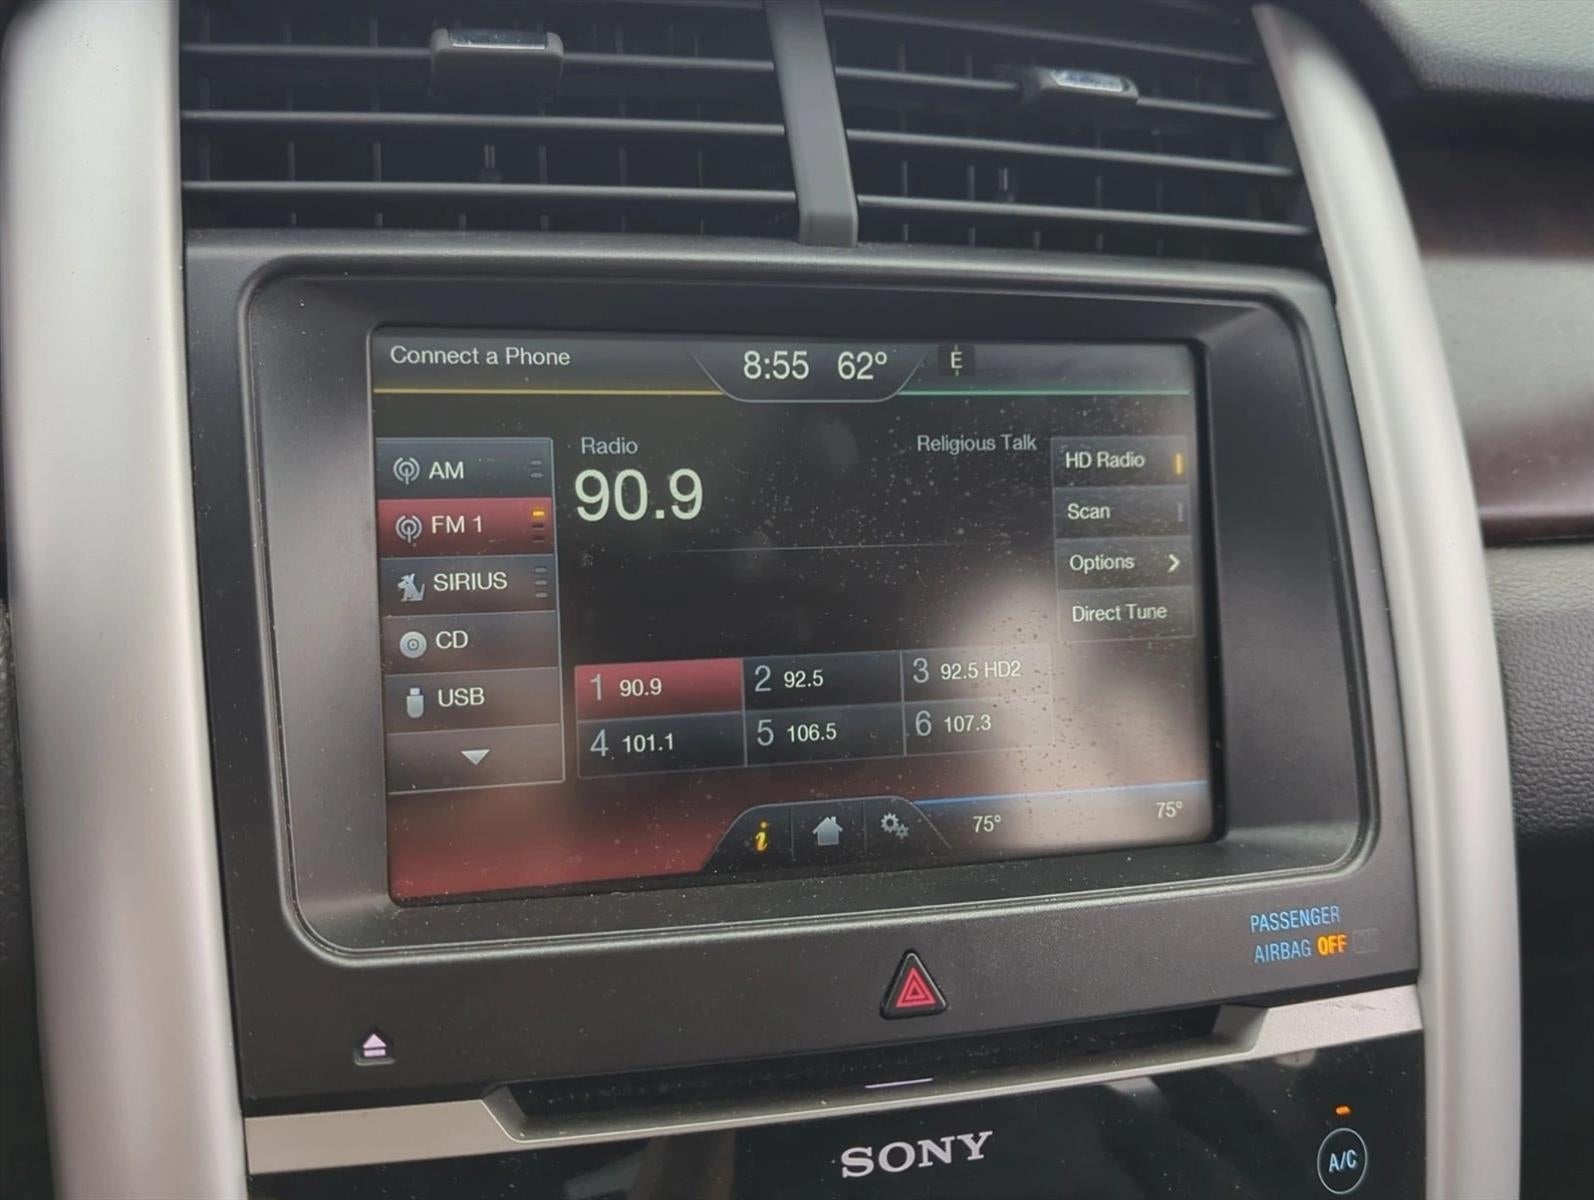 Connect a Phone
8:55 62° E
AM
FM 1
SIRIUS
CD
USB
Radio
90.9
Religious Talk
HD Radio
Scan
Options
Direct Tune
1 90.9
2 92.5
3 92.5 HD2
4 101.1
5 106.5
6 107.3
i
75°
75°
PASSENGER
AIRBAG OFF
SONY
A/C